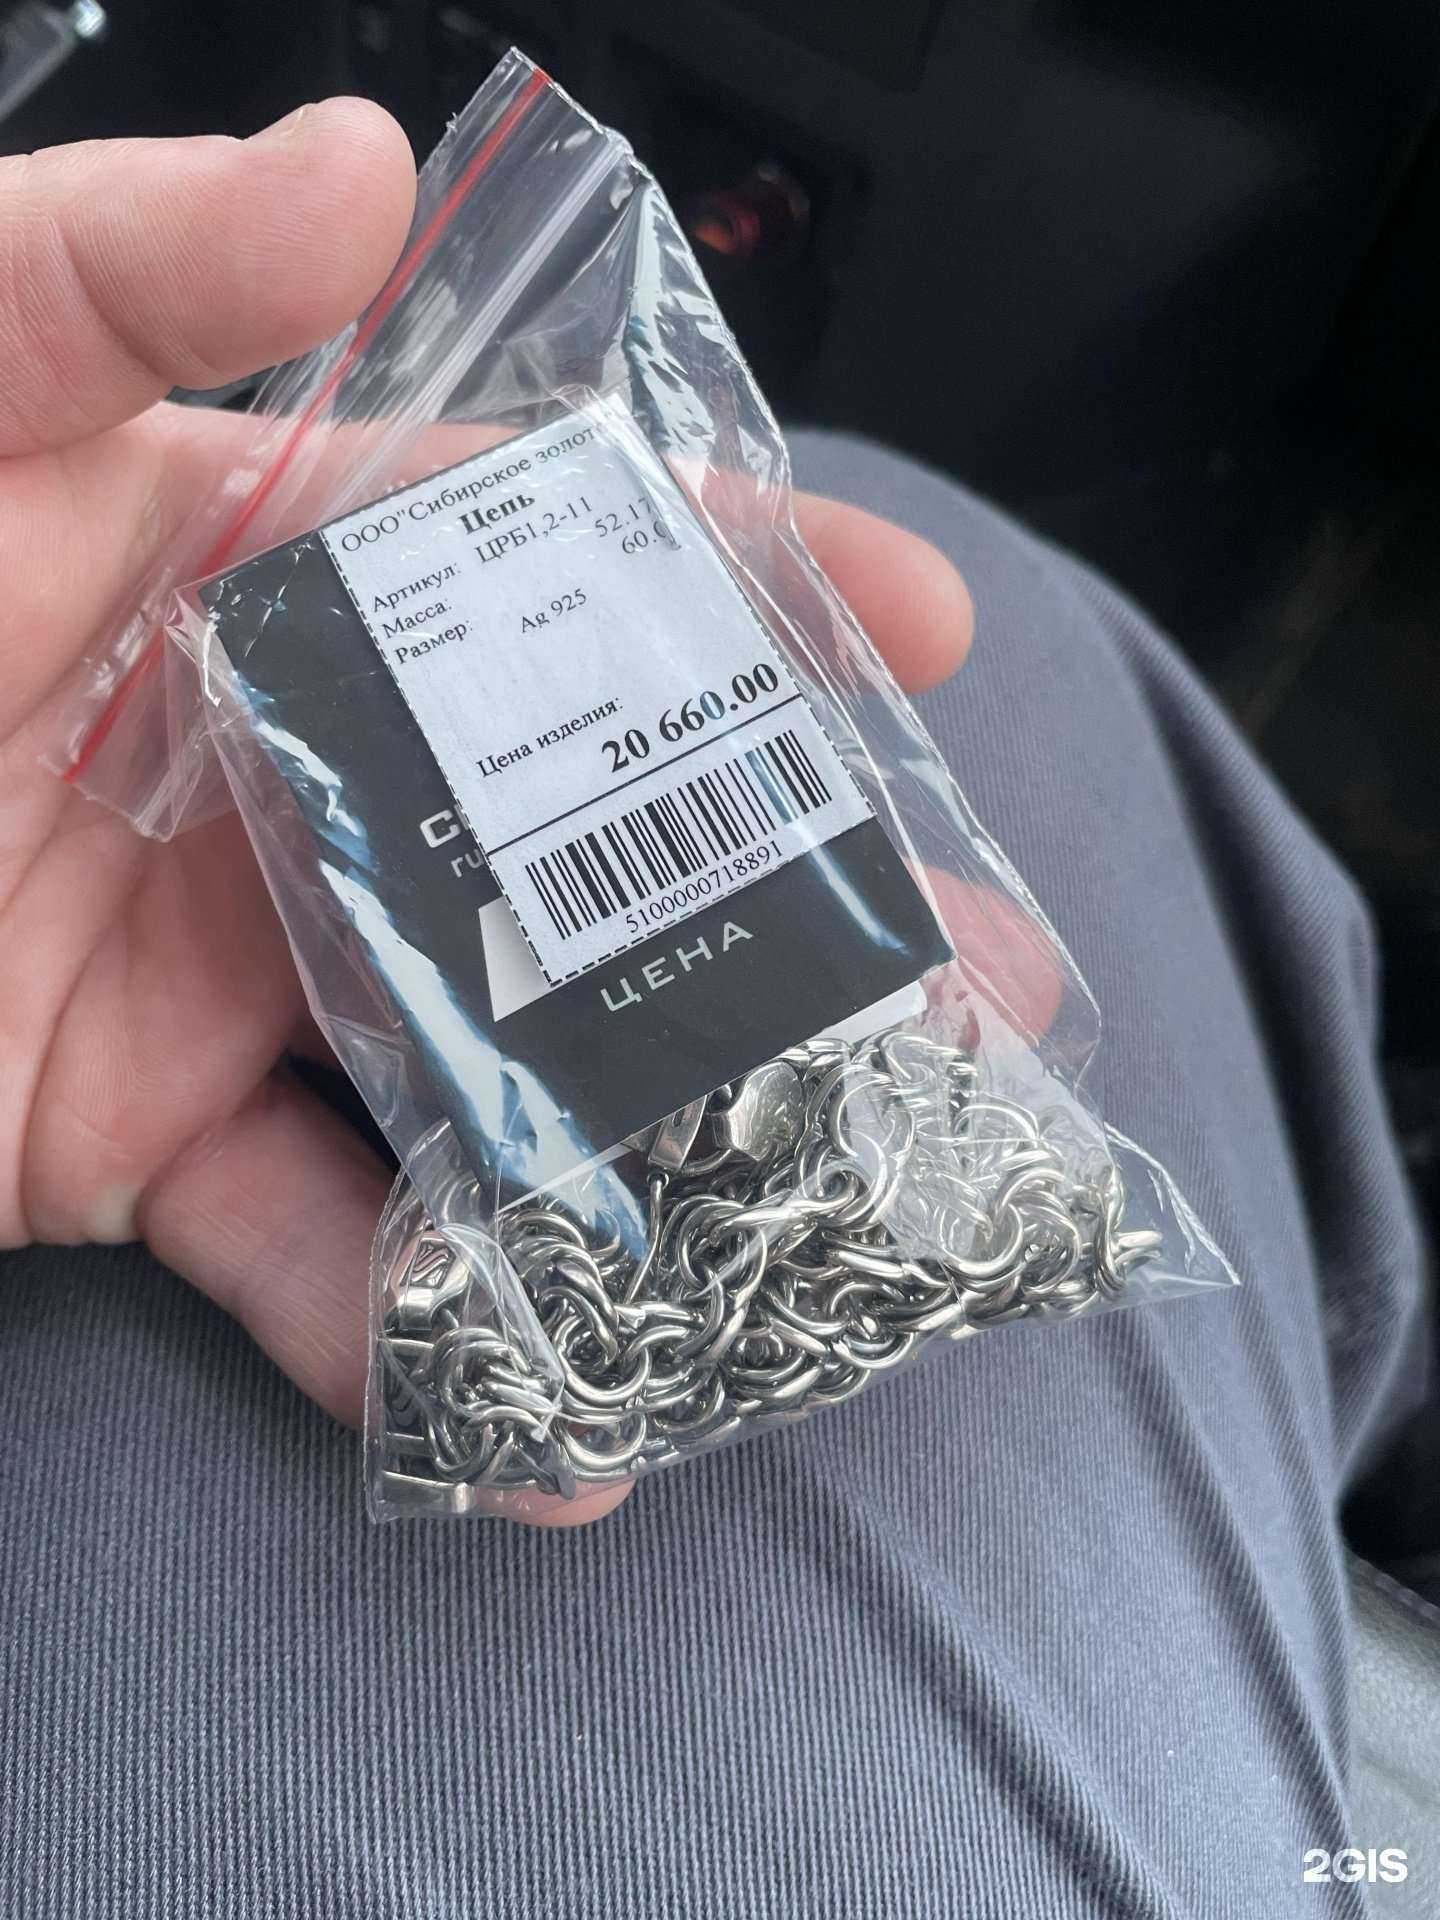 ООО"Сибирское золото
Цепь
Артикул: ЦРБ1,2-11
Масса: 52.17
Размер: 60.0
Ag 925
Цена изделия:
20 660.00
5100000718891
ЦЕНА
2GIS